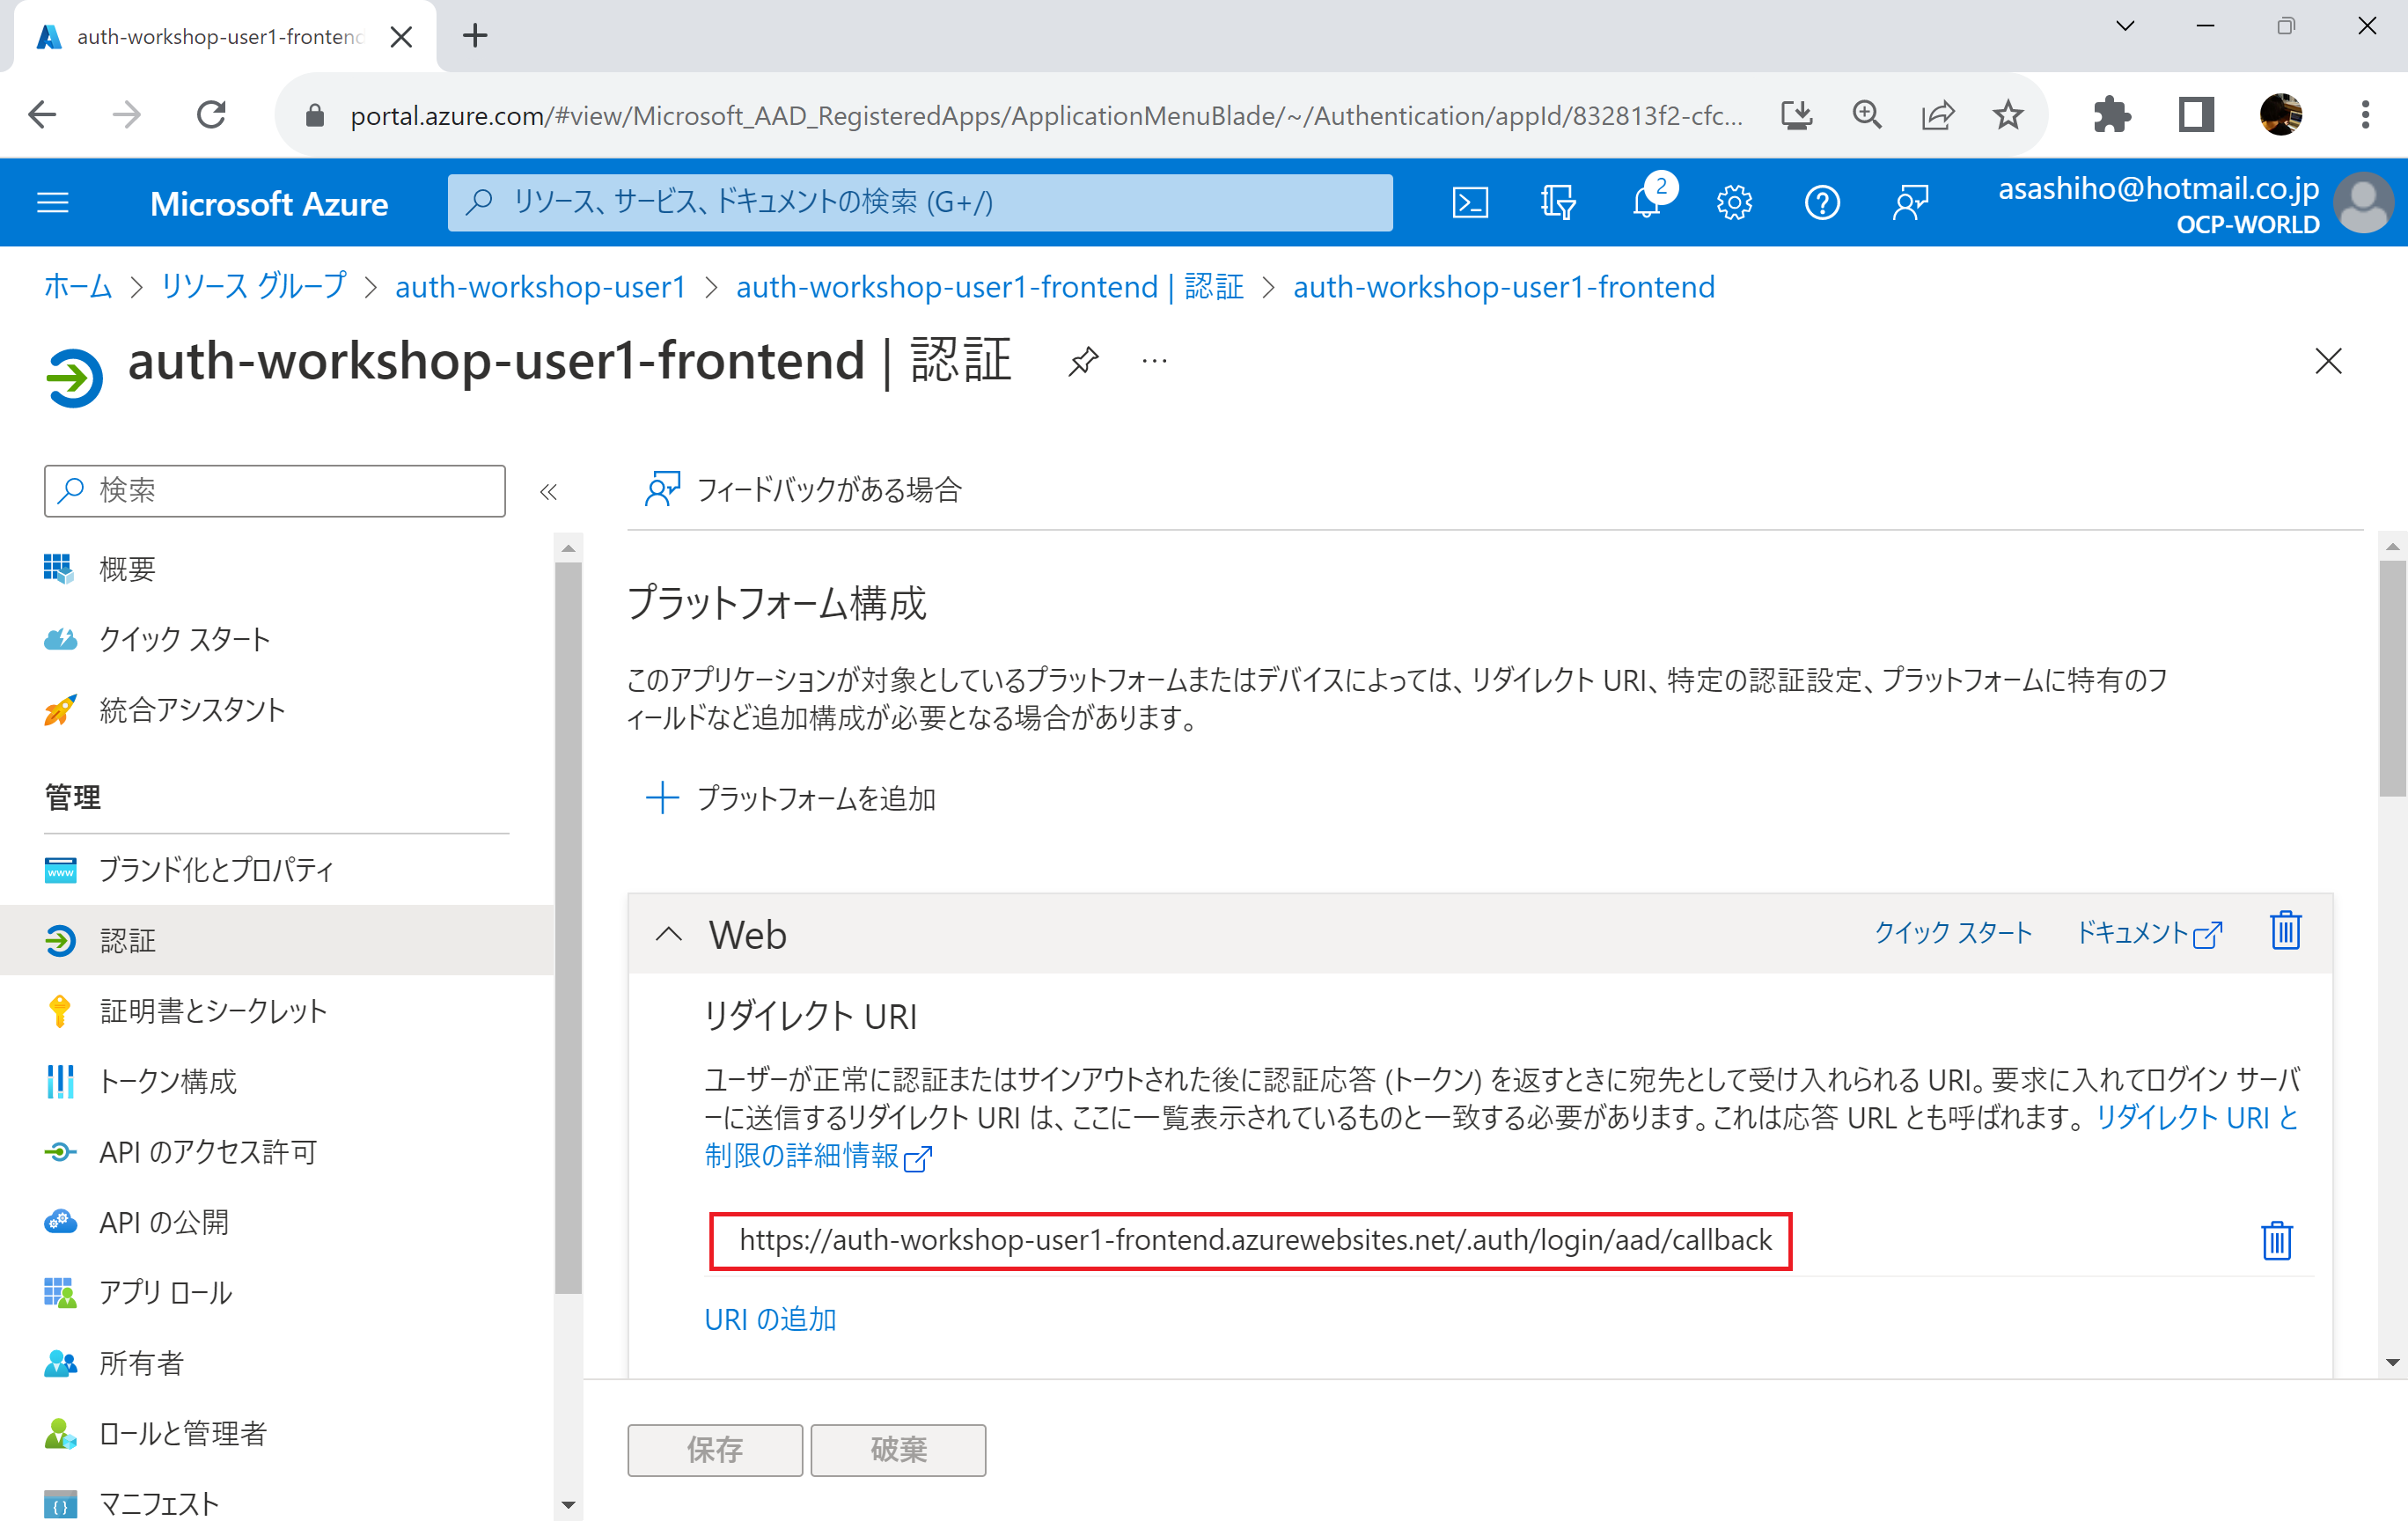 auth-workshop-user1-frontend
portal.azure.com/#view/Microsoft_AAD_RegisteredApps/ApplicationMenuBlade/~/Authentication/appId/832813f2-cfc...
Microsoft Azure
リソース、サービス、ドキュメントの検索 (G+/)
2
asashiho@hotmail.co.jp
OCP-WORLD
ホーム > リソース グループ > auth-workshop-user1 > auth-workshop-user1-frontend | 認証 > auth-workshop-user1-frontend
auth-workshop-user1-frontend | 認証
検索
フィードバックがある場合
概要
クイック スタート
統合アシスタント
管理
ブランド化とプロパティ
認証
証明書とシークレット
トークン構成
API のアクセス許可
API の公開
アプリ ロール
所有者
ロールと管理者
マニフェスト
プラットフォーム構成
このアプリケーションが対象としているプラットフォームまたはデバイスによっては、リダイレクト URI、特定の認証設定、プラットフォームに特有のフ
ィールドなど追加構成が必要となる場合があります。
プラットフォームを追加
Web
クイック スタート
ドキュメント
リダイレクト URI
ユーザーが正常に認証またはサインアウトされた後に認証応答 (トークン) を返すときに宛先として受け入れられる URI。要求に入れてログイン サーバ
ーに送信するリダイレクト URI は、ここに一覧表示されているものと一致する必要があります。これは応答 URL とも呼ばれます。リダイレクト URI と
制限の詳細情報
https://auth-workshop-user1-frontend.azurewebsites.net/.auth/login/aad/callback
URI の追加
保存
破棄